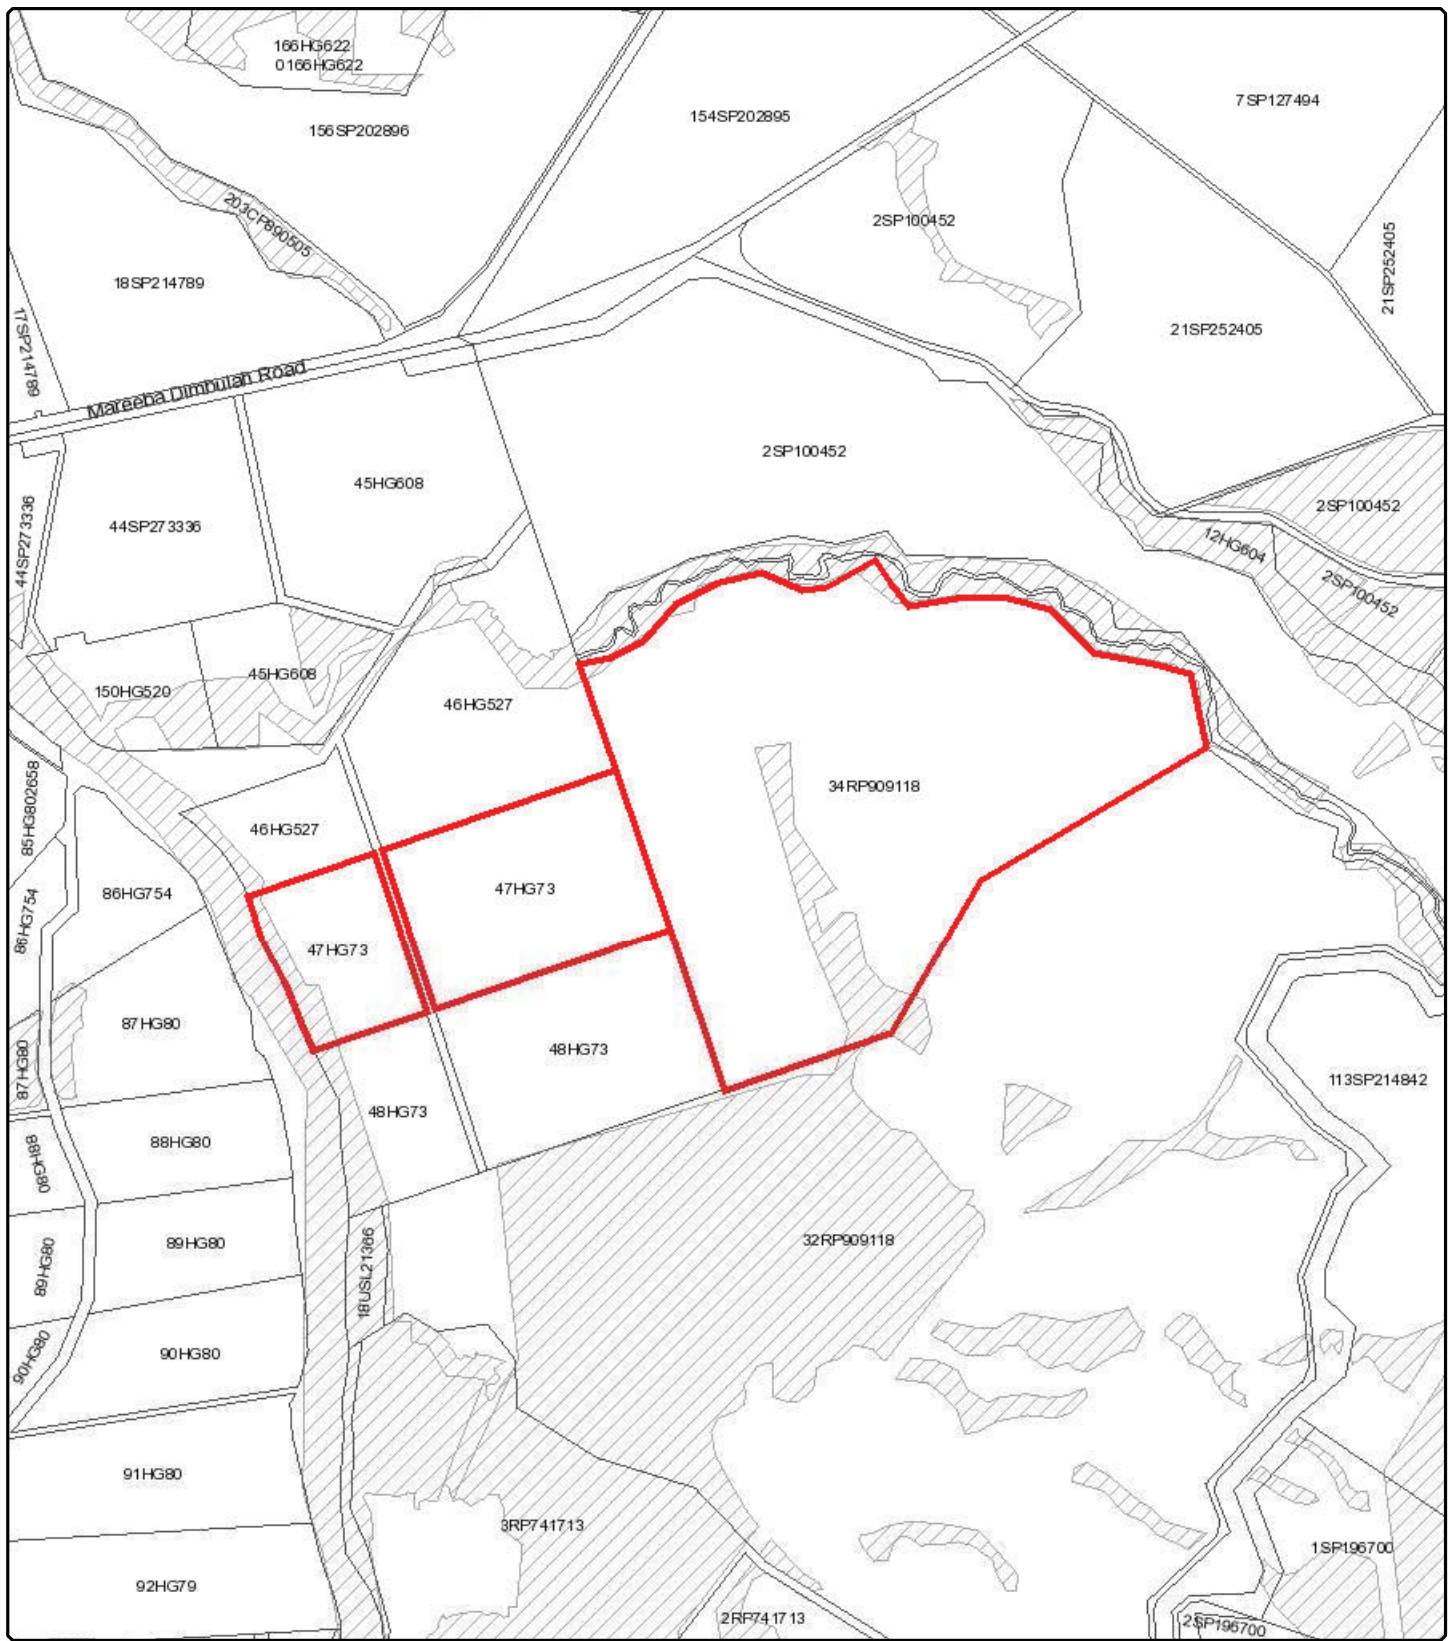 166HG622
0166HG622
156SP202896
154SP202895
7SP127494
203CP890505
2SP100452
21SP252405
18SP214789
17SP214789
21SP252405
Mareeba Dimbulah Road
2SP100452
45HG608
44SP273336
44SP273336
2SP100452
12HG604
2SP100452
45HG608
150HG520
46HG527
34RP909118
85HG802658
46HG527
86HG754
86HG754
47HG73
47HG73
87HG80
87HG80
48HG73
113SP214842
48HG73
88HG80
88HG80
89HG80
89HG80
18USL21366
32RP909118
90HG80
90HG80
91HG80
3RP741713
1SP196700
92HG79
2RP741713
2SP196700